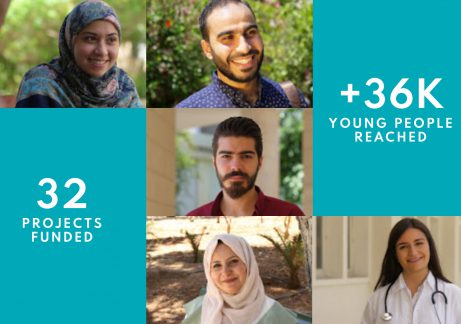 +36K
YOUNG PEOPLE
REACHED
32
PROJECTS
FUNDED